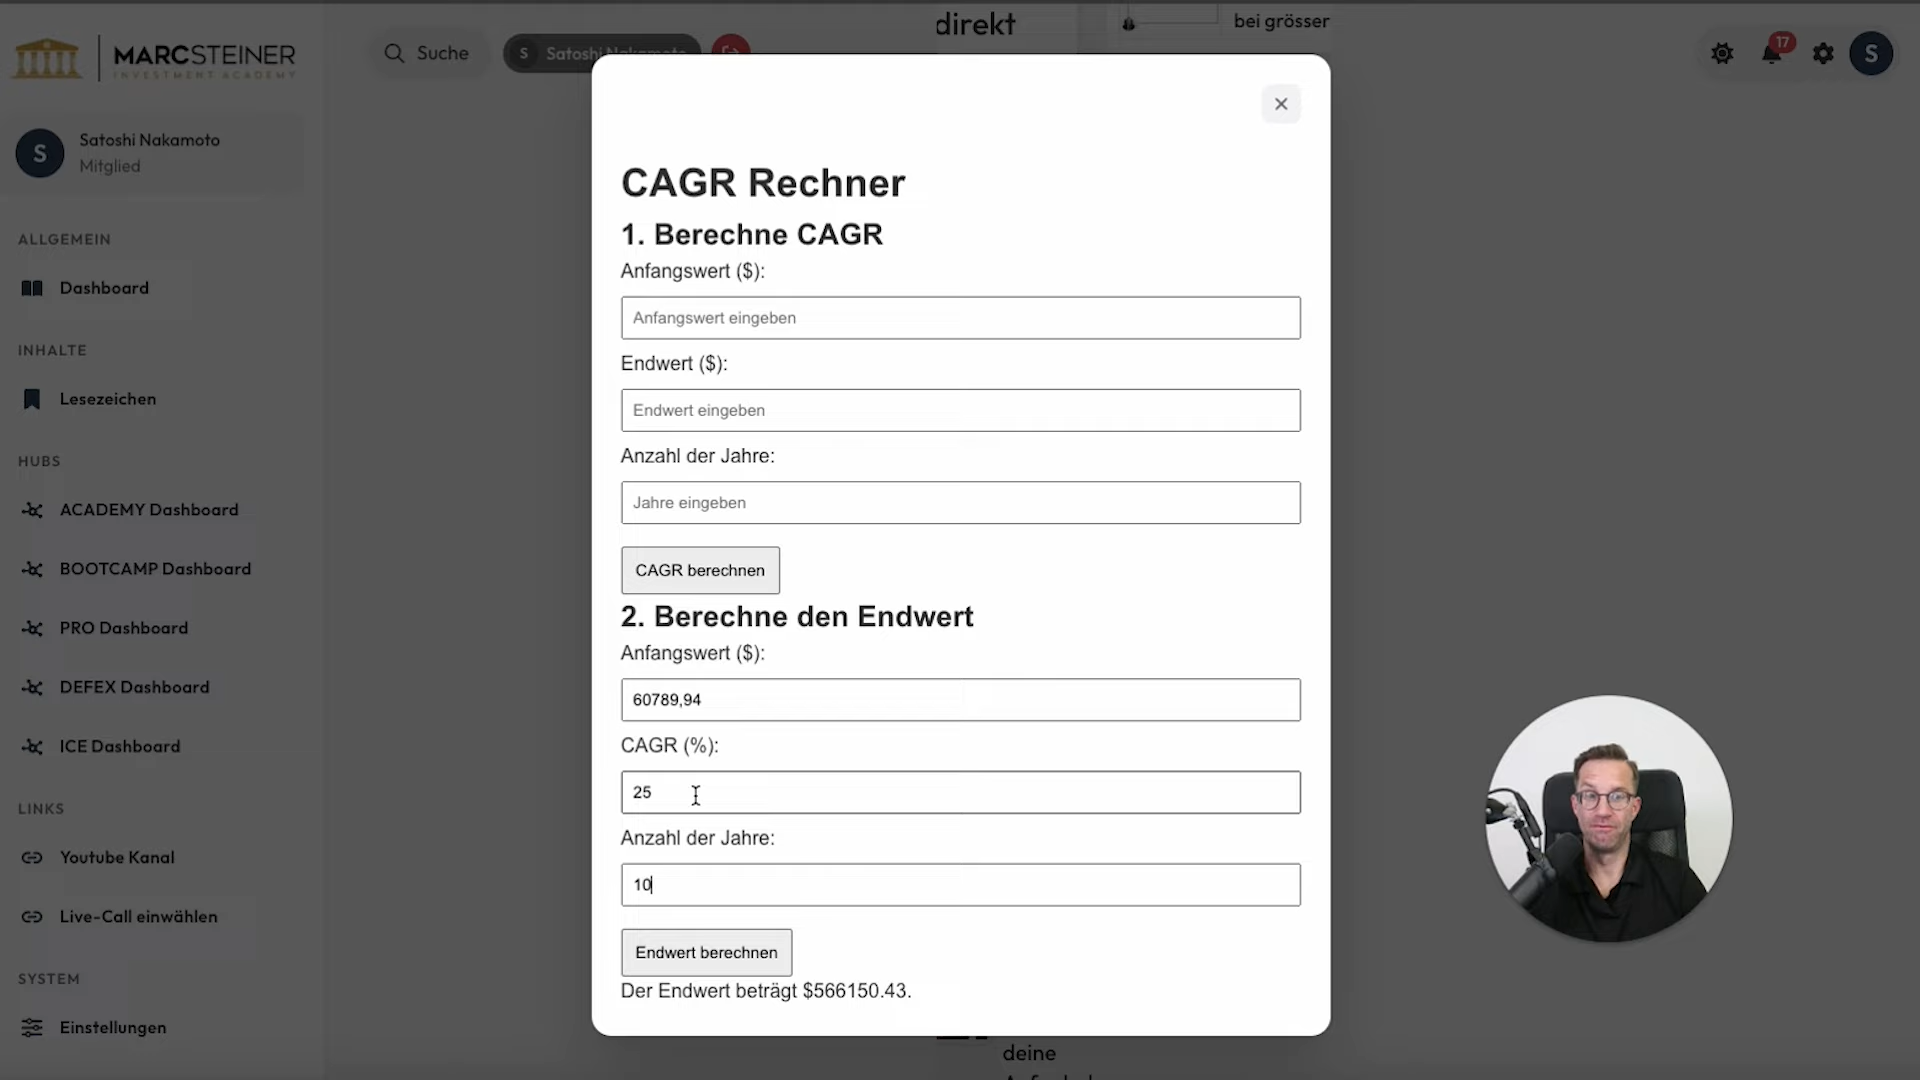 direkt
bei grösser
MARCSTEINER
INVESTMENT ACADEMY
Suche
S
Satoshi Nakamoto
17
S
S
Satoshi Nakamoto
Mitglied
ALLGEMEIN
Dashboard
INHALTE
Lesezeichen
HUBS
ACADEMY Dashboard
BOOTCAMP Dashboard
PRO Dashboard
DEFEX Dashboard
ICE Dashboard
LINKS
Youtube Kanal
Live-Call einwählen
SYSTEM
Einstellungen
CAGR Rechner
1. Berechne CAGR
Anfangswert ($):
Anfangswert eingeben
Endwert ($):
Endwert eingeben
Anzahl der Jahre:
Jahre eingeben
CAGR berechnen
2. Berechne den Endwert
Anfangswert ($):
60789,94
CAGR (%):
25
Anzahl der Jahre:
10
Endwert berechnen
Der Endwert beträgt $566150.43.
deine